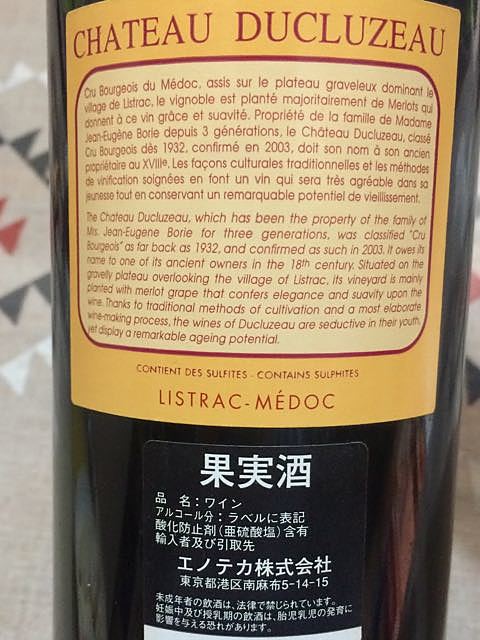 CHATEAU DUCLUZEAU
Cru Bourgeois du Médoc, assis sur le plateau graveleux dominant le
village de Listrac, le vignoble est planté majoritairement de Merlots qui
donnent à ce vin grâce et suavité. Propriété de la famille de Madame
Jean-Eugène Borie depuis 3 générations, le Château Ducluzeau, classé
Cru Bourgeois dès 1932, confirmé en 2003, doit son nom à son ancien
propriétaire au XVIIIe. Les façons culturales traditionnelles et les méthodes
de vinification soignées en font un vin qui sera très agréable dans sa
jeunesse tout en conservant un remarquable potentiel de vieillissement.
The Chateau Ducluzeau, which has been the property of the family of
Mrs. Jean-Eugene Borie for three generations, was classified "Cru
Bourgeois" as far back as 1932, and confirmed as such in 2003. It owes its
name to one of its ancient owners in the 18th century. Situated on the
gravelly plateau overlooking the village of Listrac, its vineyard is mainly
planted with merlot grape that confers elegance and suavity upon the
wine. Thanks to traditional methods of cultivation and a most elaborate
wine-making process, the wines of Ducluzeau are seductive in their youth,
yet display a remarkable ageing potential.
CONTIENT DES SULFITES - CONTAINS SULPHITES
LISTRAC-MÉDOC
果実酒
品 名：ワイン
アルコール分：ラベルに表記
酸化防止剤（亜硫酸塩）含有
輸入者及び引取先
エノテカ株式会社
東京都港区南麻布5-14-15
未成年者の飲酒は、法律で禁じられています。
妊娠中及び授乳期の飲酒は、胎児乳児の発育に
影響を与える恐れがあります。